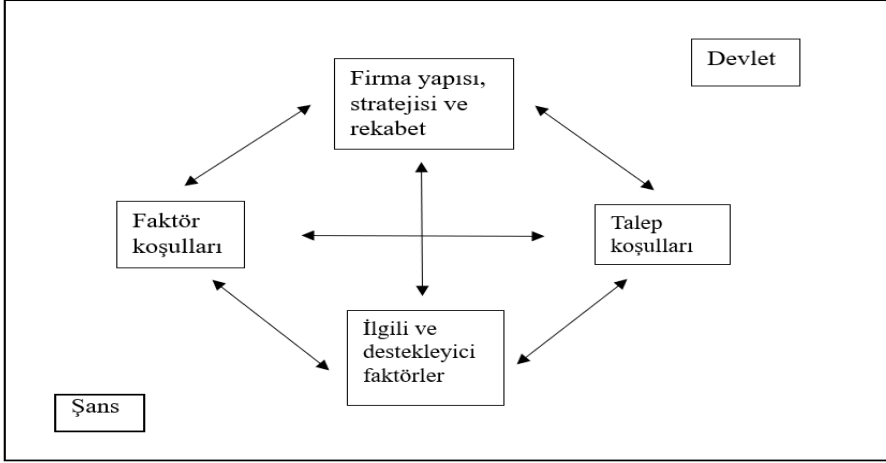 Devlet
Firma yapısı,
stratejisi ve
rekabet
Faktör
koşulları
Talep
koşulları
İlgili ve
destekleyici
faktörler
Şans